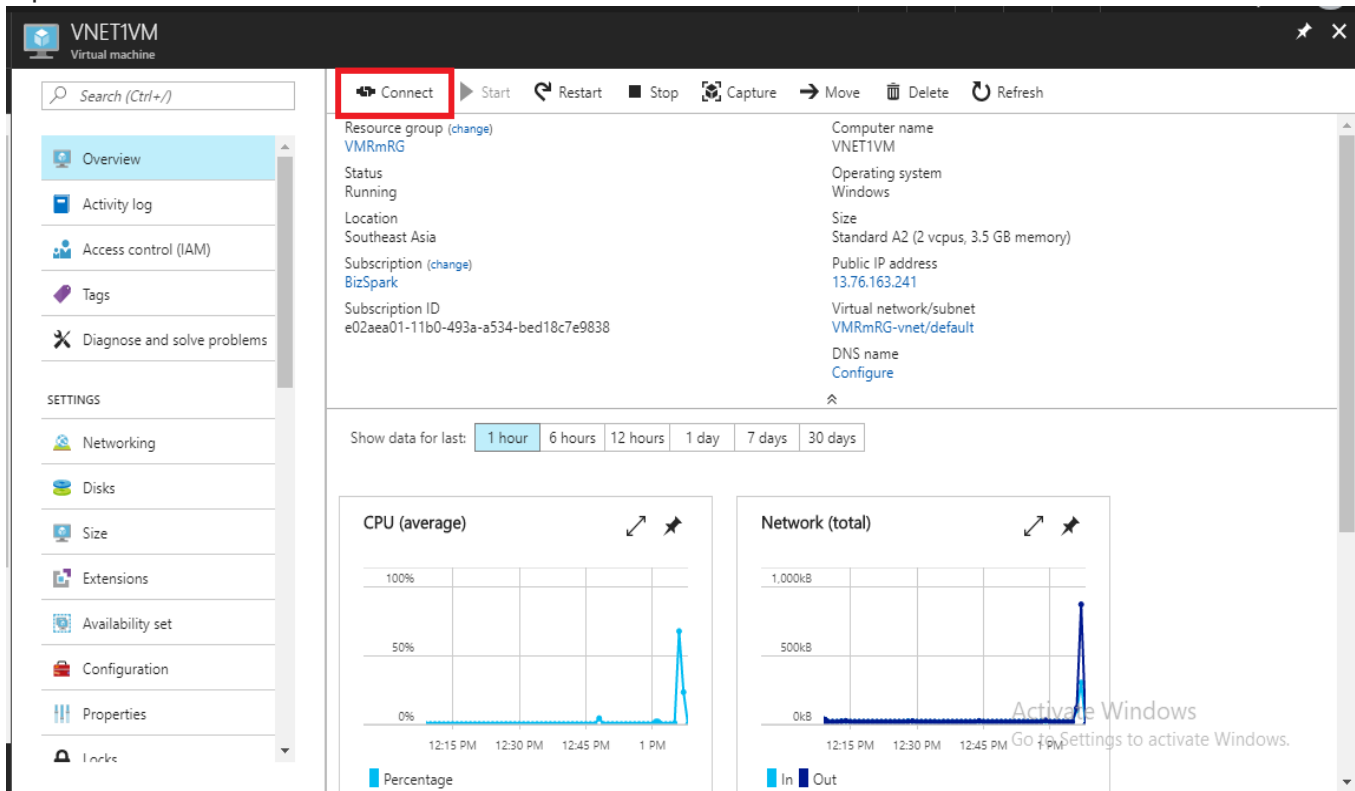 VNET1VM
Virtual machine
Search (Ctrl+/)
Overview
Activity log
Access control (IAM)
Tags
Diagnose and solve problems
SETTINGS
Networking
Disks
Size
Extensions
Availability set
Configuration
Properties
Locks
Connect Start Restart Stop Capture Move Delete Refresh
Resource group (change)
VMRmRG
Status
Running
Location
Southeast Asia
Subscription (change)
BizSpark
Subscription ID
e02aea01-11b0-493a-a534-bed18c7e9838
Computer name
VNET1VM
Operating system
Windows
Size
Standard A2 (2 vcpus, 3.5 GB memory)
Public IP address
13.76.163.241
Virtual network/subnet
VMRmRG-vnet/default
DNS name
Configure
Show data for last: 1 hour 6 hours 12 hours 1 day 7 days 30 days
CPU (average)
100%
50%
0%
12:15 PM 12:30 PM 12:45 PM 1 PM
Percentage
Network (total)
1,000kB
500kB
0kB
12:15 PM 12:30 PM 12:45 PM 1 PM
In Out
Activate Windows
Go to Settings to activate Windows.